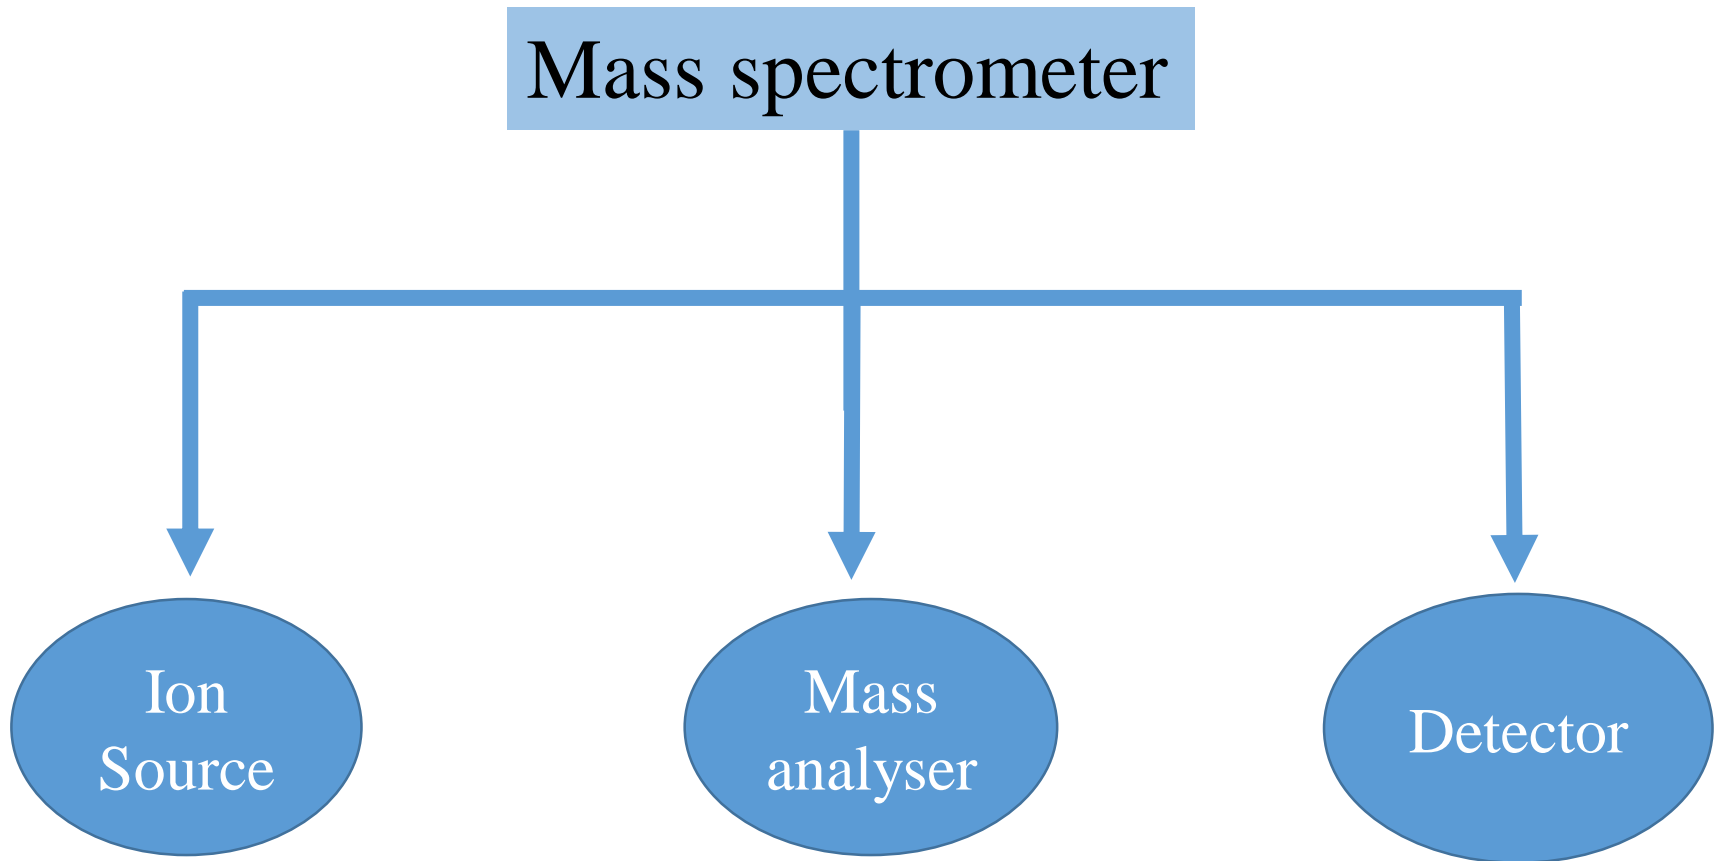 Mass spectrometer
Ion
Source
Mass
analyser
Detector